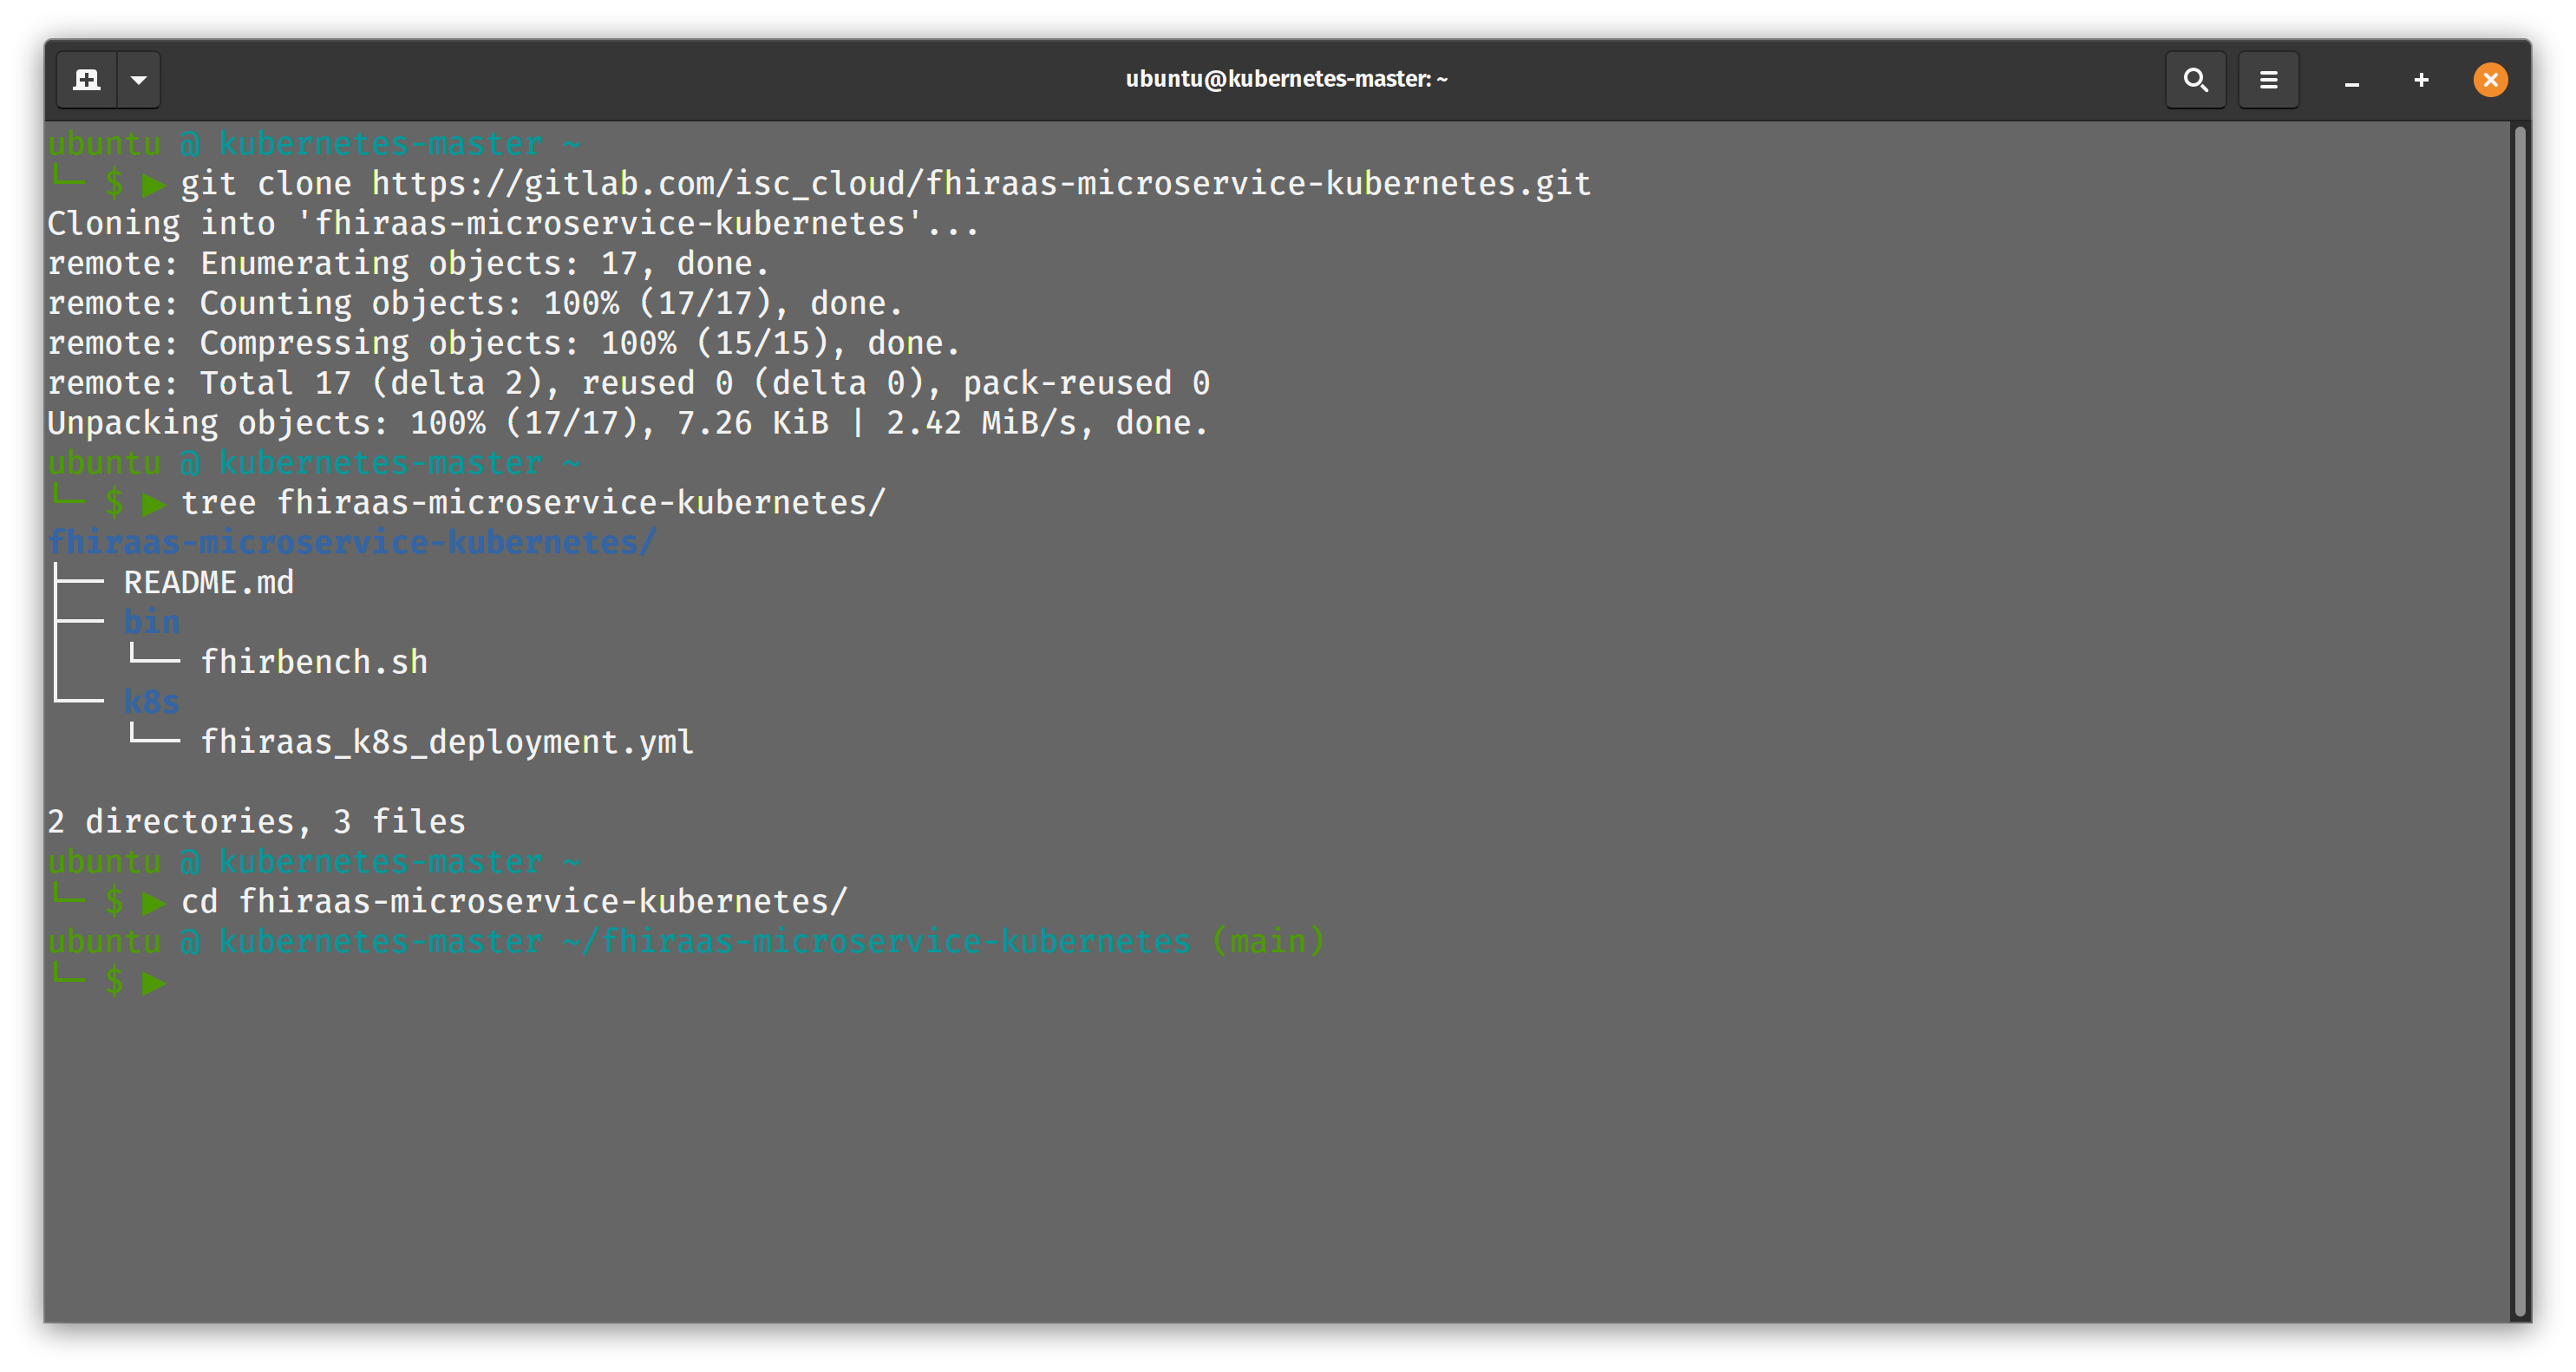 ubuntu@kubernetes-master: ~
ubuntu @ kubernetes-master ~
└─ $ ▶ git clone https://gitlab.com/isc_cloud/fhiraas-microservice-kubernetes.git
Cloning into 'fhiraas-microservice-kubernetes'...
remote: Enumerating objects: 17, done.
remote: Counting objects: 100% (17/17), done.
remote: Compressing objects: 100% (15/15), done.
remote: Total 17 (delta 2), reused 0 (delta 0), pack-reused 0
Unpacking objects: 100% (17/17), 7.26 KiB | 2.42 MiB/s, done.
ubuntu @ kubernetes-master ~
└─ $ ▶ tree fhiraas-microservice-kubernetes/
fhiraas-microservice-kubernetes/
├── README.md
├── bin
│   └── fhirbench.sh
└── k8s
    └── fhiraas_k8s_deployment.yml
2 directories, 3 files
ubuntu @ kubernetes-master ~
└─ $ ▶ cd fhiraas-microservice-kubernetes/
ubuntu @ kubernetes-master ~/fhiraas-microservice-kubernetes (main)
└─ $ ▶